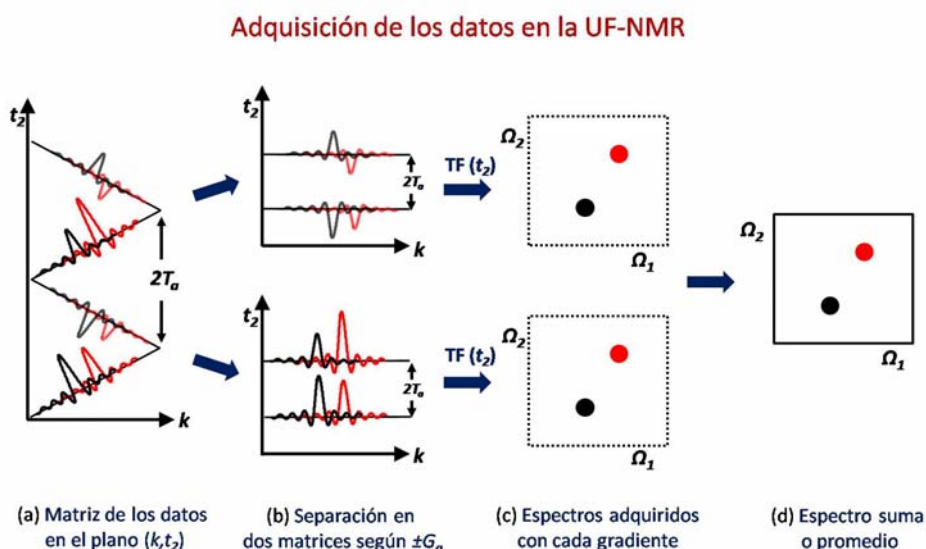 Adquisición de los datos en la UF-NMR
t2
2Ta
k
t2
2Ta
k
t2
2Ta
k
TF (t2)
TF (t2)
Ω2
Ω1
Ω2
Ω1
Ω2
Ω1
(a) Matriz de los datos
en el plano (k,t2)
(b) Separación en
dos matrices según ±Ga
(c) Espectros adquiridos
con cada gradiente
(d) Espectro suma
o promedio